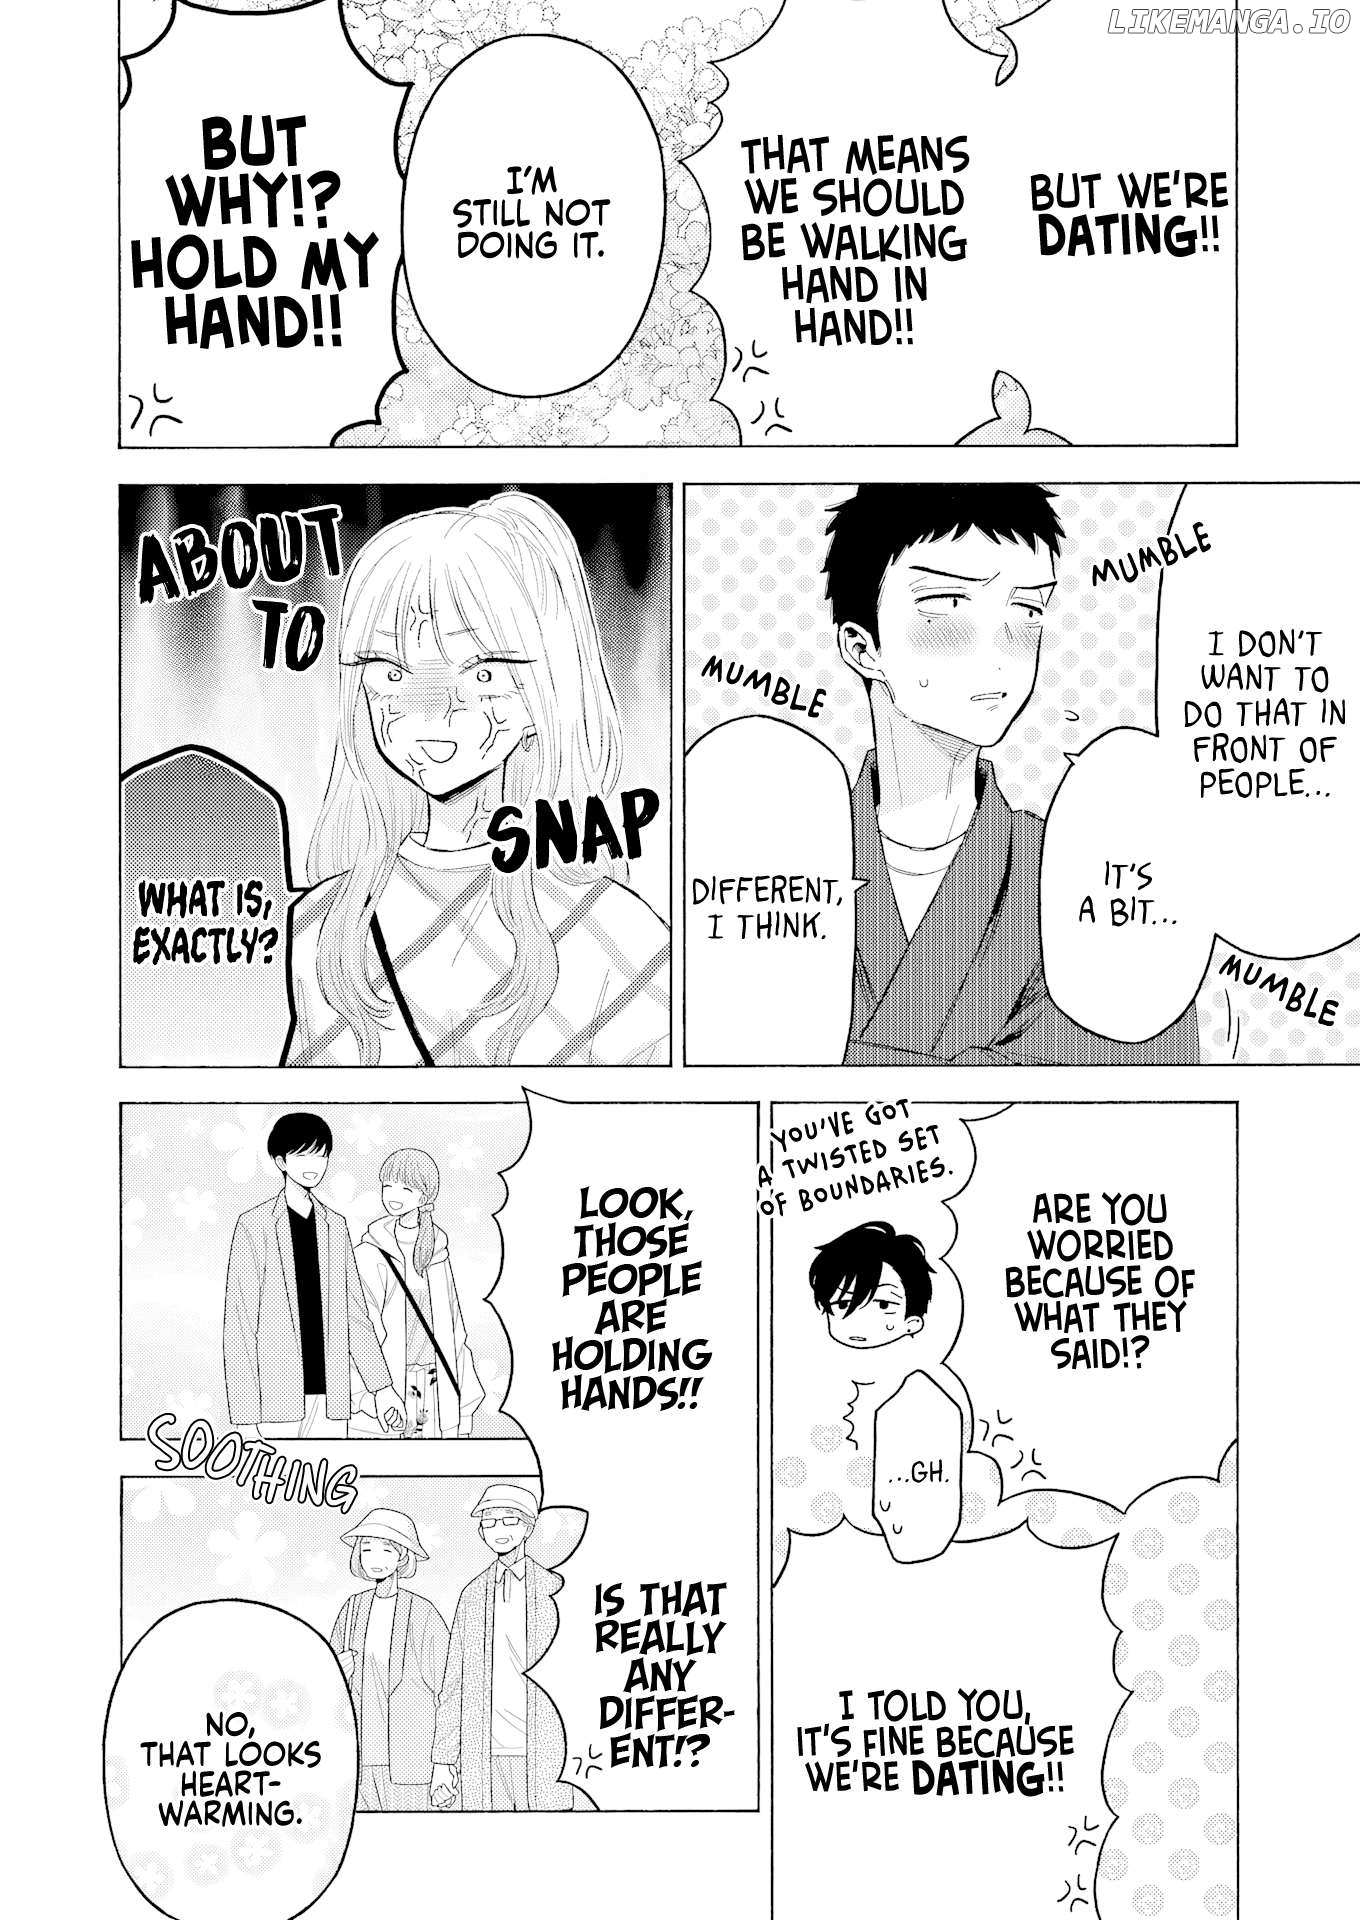 LIKEMANGA.IO
BUT WE'RE
DATING!!
THAT MEANS
WE SHOULD
BE WALKING
HAND IN
HAND!!
I'M
STILL NOT
DOING IT.
BUT
WHY!?
HOLD MY
HAND!!
MUMBLE
I DON'T
WANT TO
DO THAT IN
FRONT OF
PEOPLE...
IT'S
A BIT...
MUMBLE
MUMBLE
DIFFERENT,
I THINK.
ABOUT
TO
SNAP
WHAT IS,
EXACTLY?
ARE YOU
WORRIED
BECAUSE OF
WHAT THEY
SAID!?
YOU'VE GOT
A TWISTED SET
OF BOUNDARIES.
...GH.
I TOLD YOU,
IT'S FINE BECAUSE
WE'RE DATING!!
LOOK,
THOSE
PEOPLE
ARE
HOLDING
HANDS!!
SOOTHING
IS THAT
REALLY
ANY
DIFFER-
ENT!?
NO,
THAT LOOKS
HEART-
WARMING.